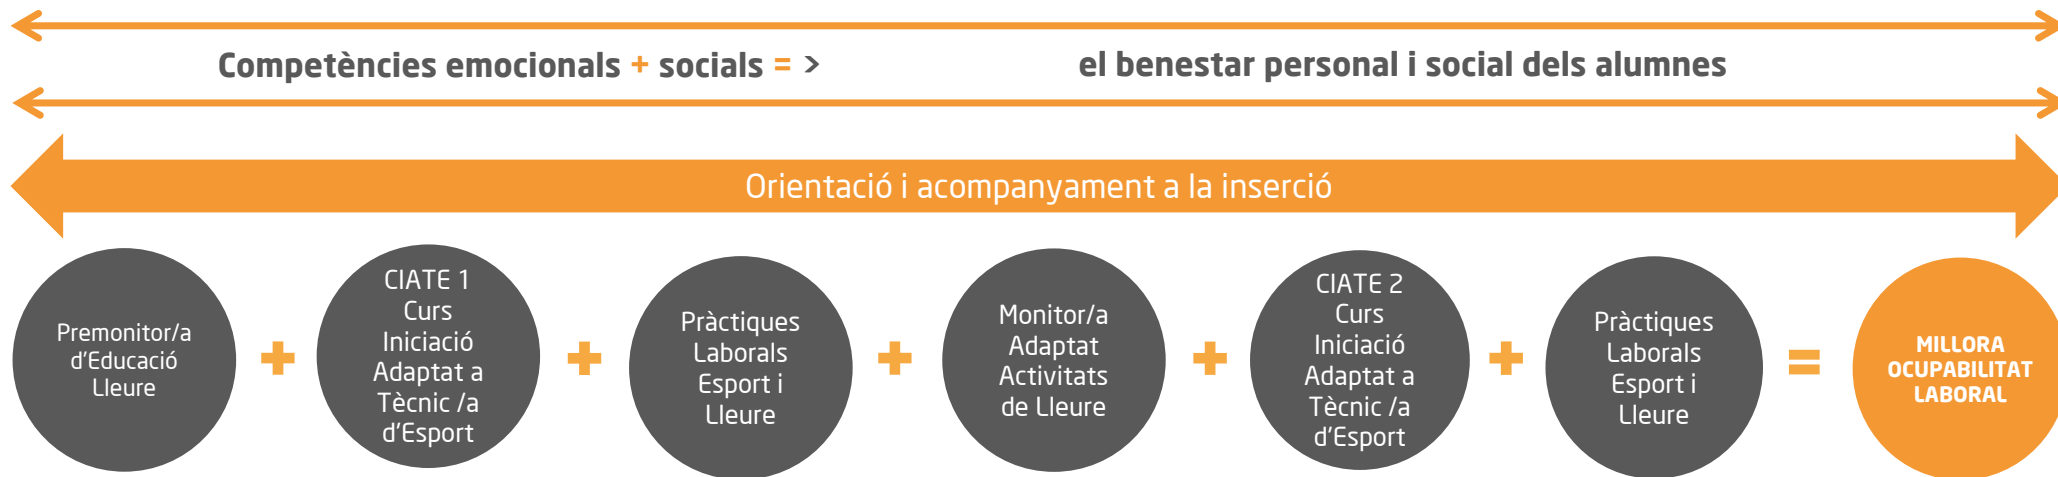 Competències emocionals + socials = > el benestar personal i social dels alumnes
Orientació i acompanyament a la inserció
Premonitor/a
d'Educació
Lleure
+
CIATE 1
Curs
Iniciació
Adaptat a
Tècnic /a
d'Esport
+
Pràctiques
Laborals
Esport i
Lleure
+
Monitor/a
Adaptat
Activitats
de Lleure
+
CIATE 2
Curs
Iniciació
Adaptat a
Tècnic /a
d'Esport
+
Pràctiques
Laborals
Esport i
Lleure
=
MILLORA
OCUPABILITAT
LABORAL